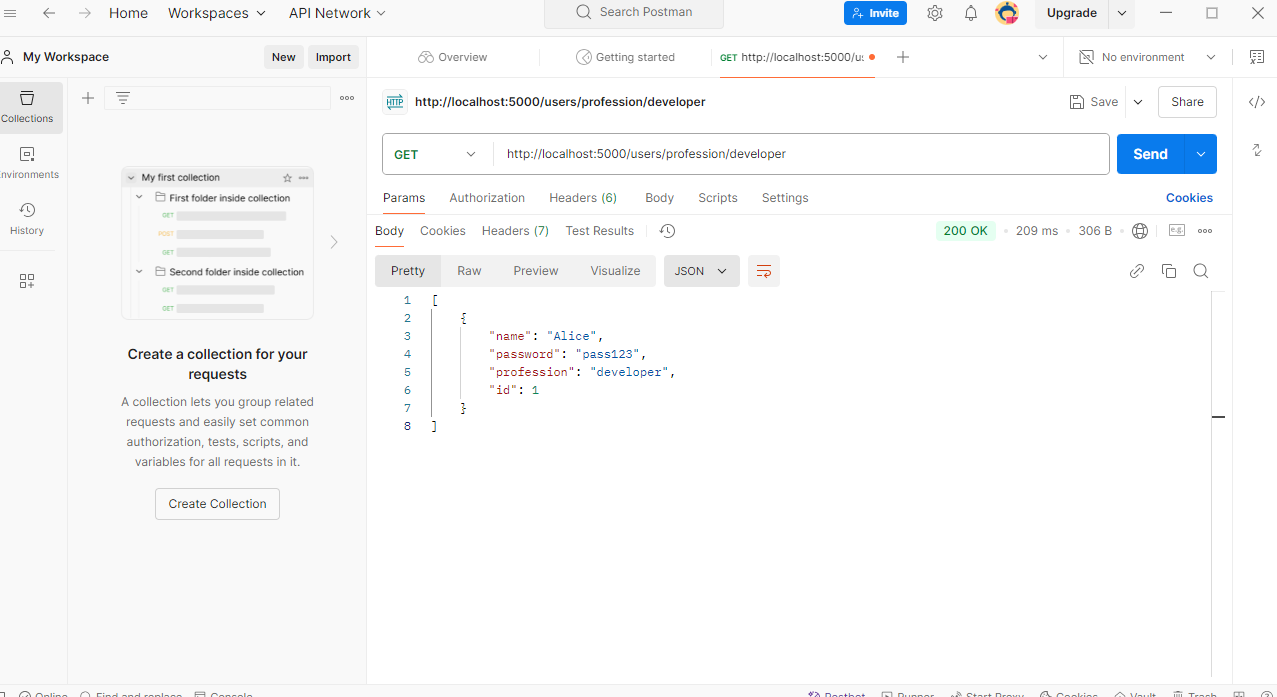 Home Workspaces API Network Search Postman Invite Upgrade
My Workspace New Import Overview Getting started GET http://localhost:5000/u No environment
Collections
http://localhost:5000/users/profession/developer Save Share
GET http://localhost:5000/users/profession/developer Send
nvironments
Params Authorization Headers (6) Body Scripts Settings Cookies
History
Body Cookies Headers (7) Test Results 200 OK 209 ms 306 B e.g.
Pretty Raw Preview Visualize JSON
My first collection
First folder inside collection
GET
POST
GET
Second folder inside collection
GET
GET
Create a collection for your
requests
A collection lets you group related
requests and easily set common
authorization, tests, scripts, and
variables for all requests in it.
Create Collection
1 [
2 {
3 "name": "Alice",
4 "password": "pass123",
5 "profession": "developer",
6 "id": 1
7 }
8 ]
Online Find and replace Console Postbot Runner Start Proxy Cookies Vault Trash